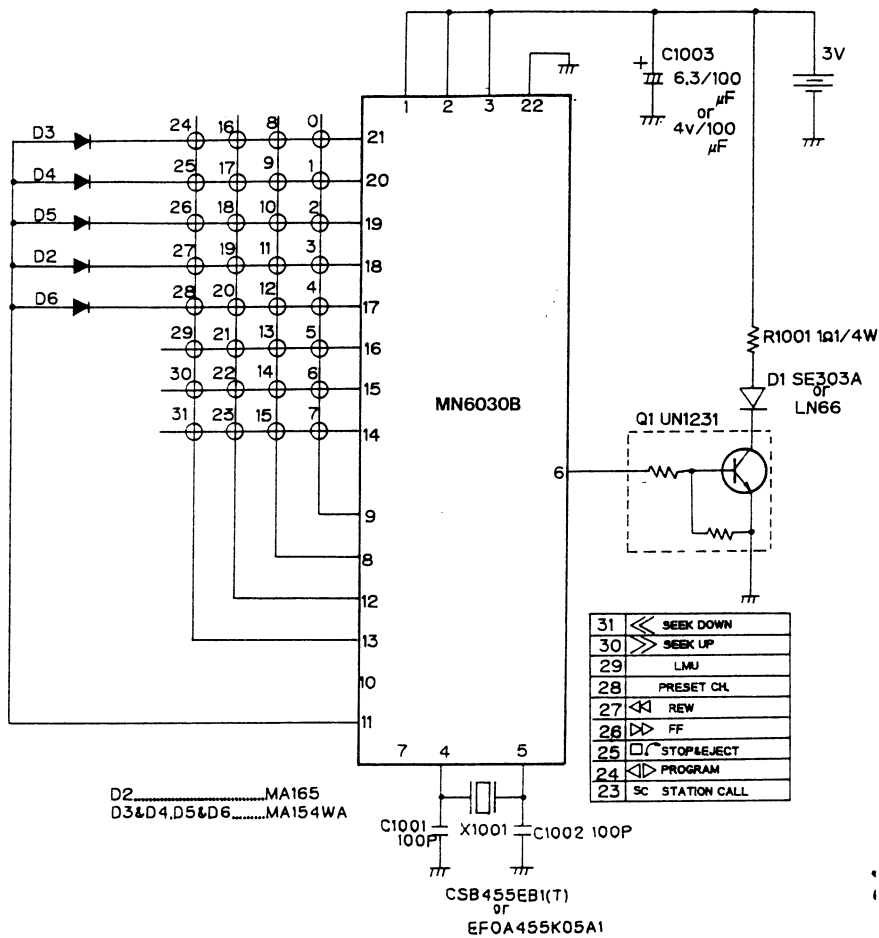 C1003
+
6.3/100
µF
or
4V/100
µF
3V
1 2 3 22
D3 24 16 8 0 21
D4 25 17 9 1 20
D5 26 18 10 2 19
D2 27 19 11 3 18
D6 28 20 12 4 17
29 21 13 5 16
30 22 14 6 15
31 23 15 7 14
MN6030B
R1001 1Ω1/4W
D1 SE303A
or
LN66
Q1 UN1231
6
9
8
12
13
10
11
7 4 5
31 SEEK DOWN
30 SEEK UP
29 LMU
28 PRESET CH.
27 REW
26 FF
25 STOP&EJECT
24 PROGRAM
23 SC STATION CALL
D2....................MA165
D3&D4,D5&D6.......MA154WA
C1001
100P
X1001
C1002 100P
CSB455EB1(T)
or
EFOA455K05A1